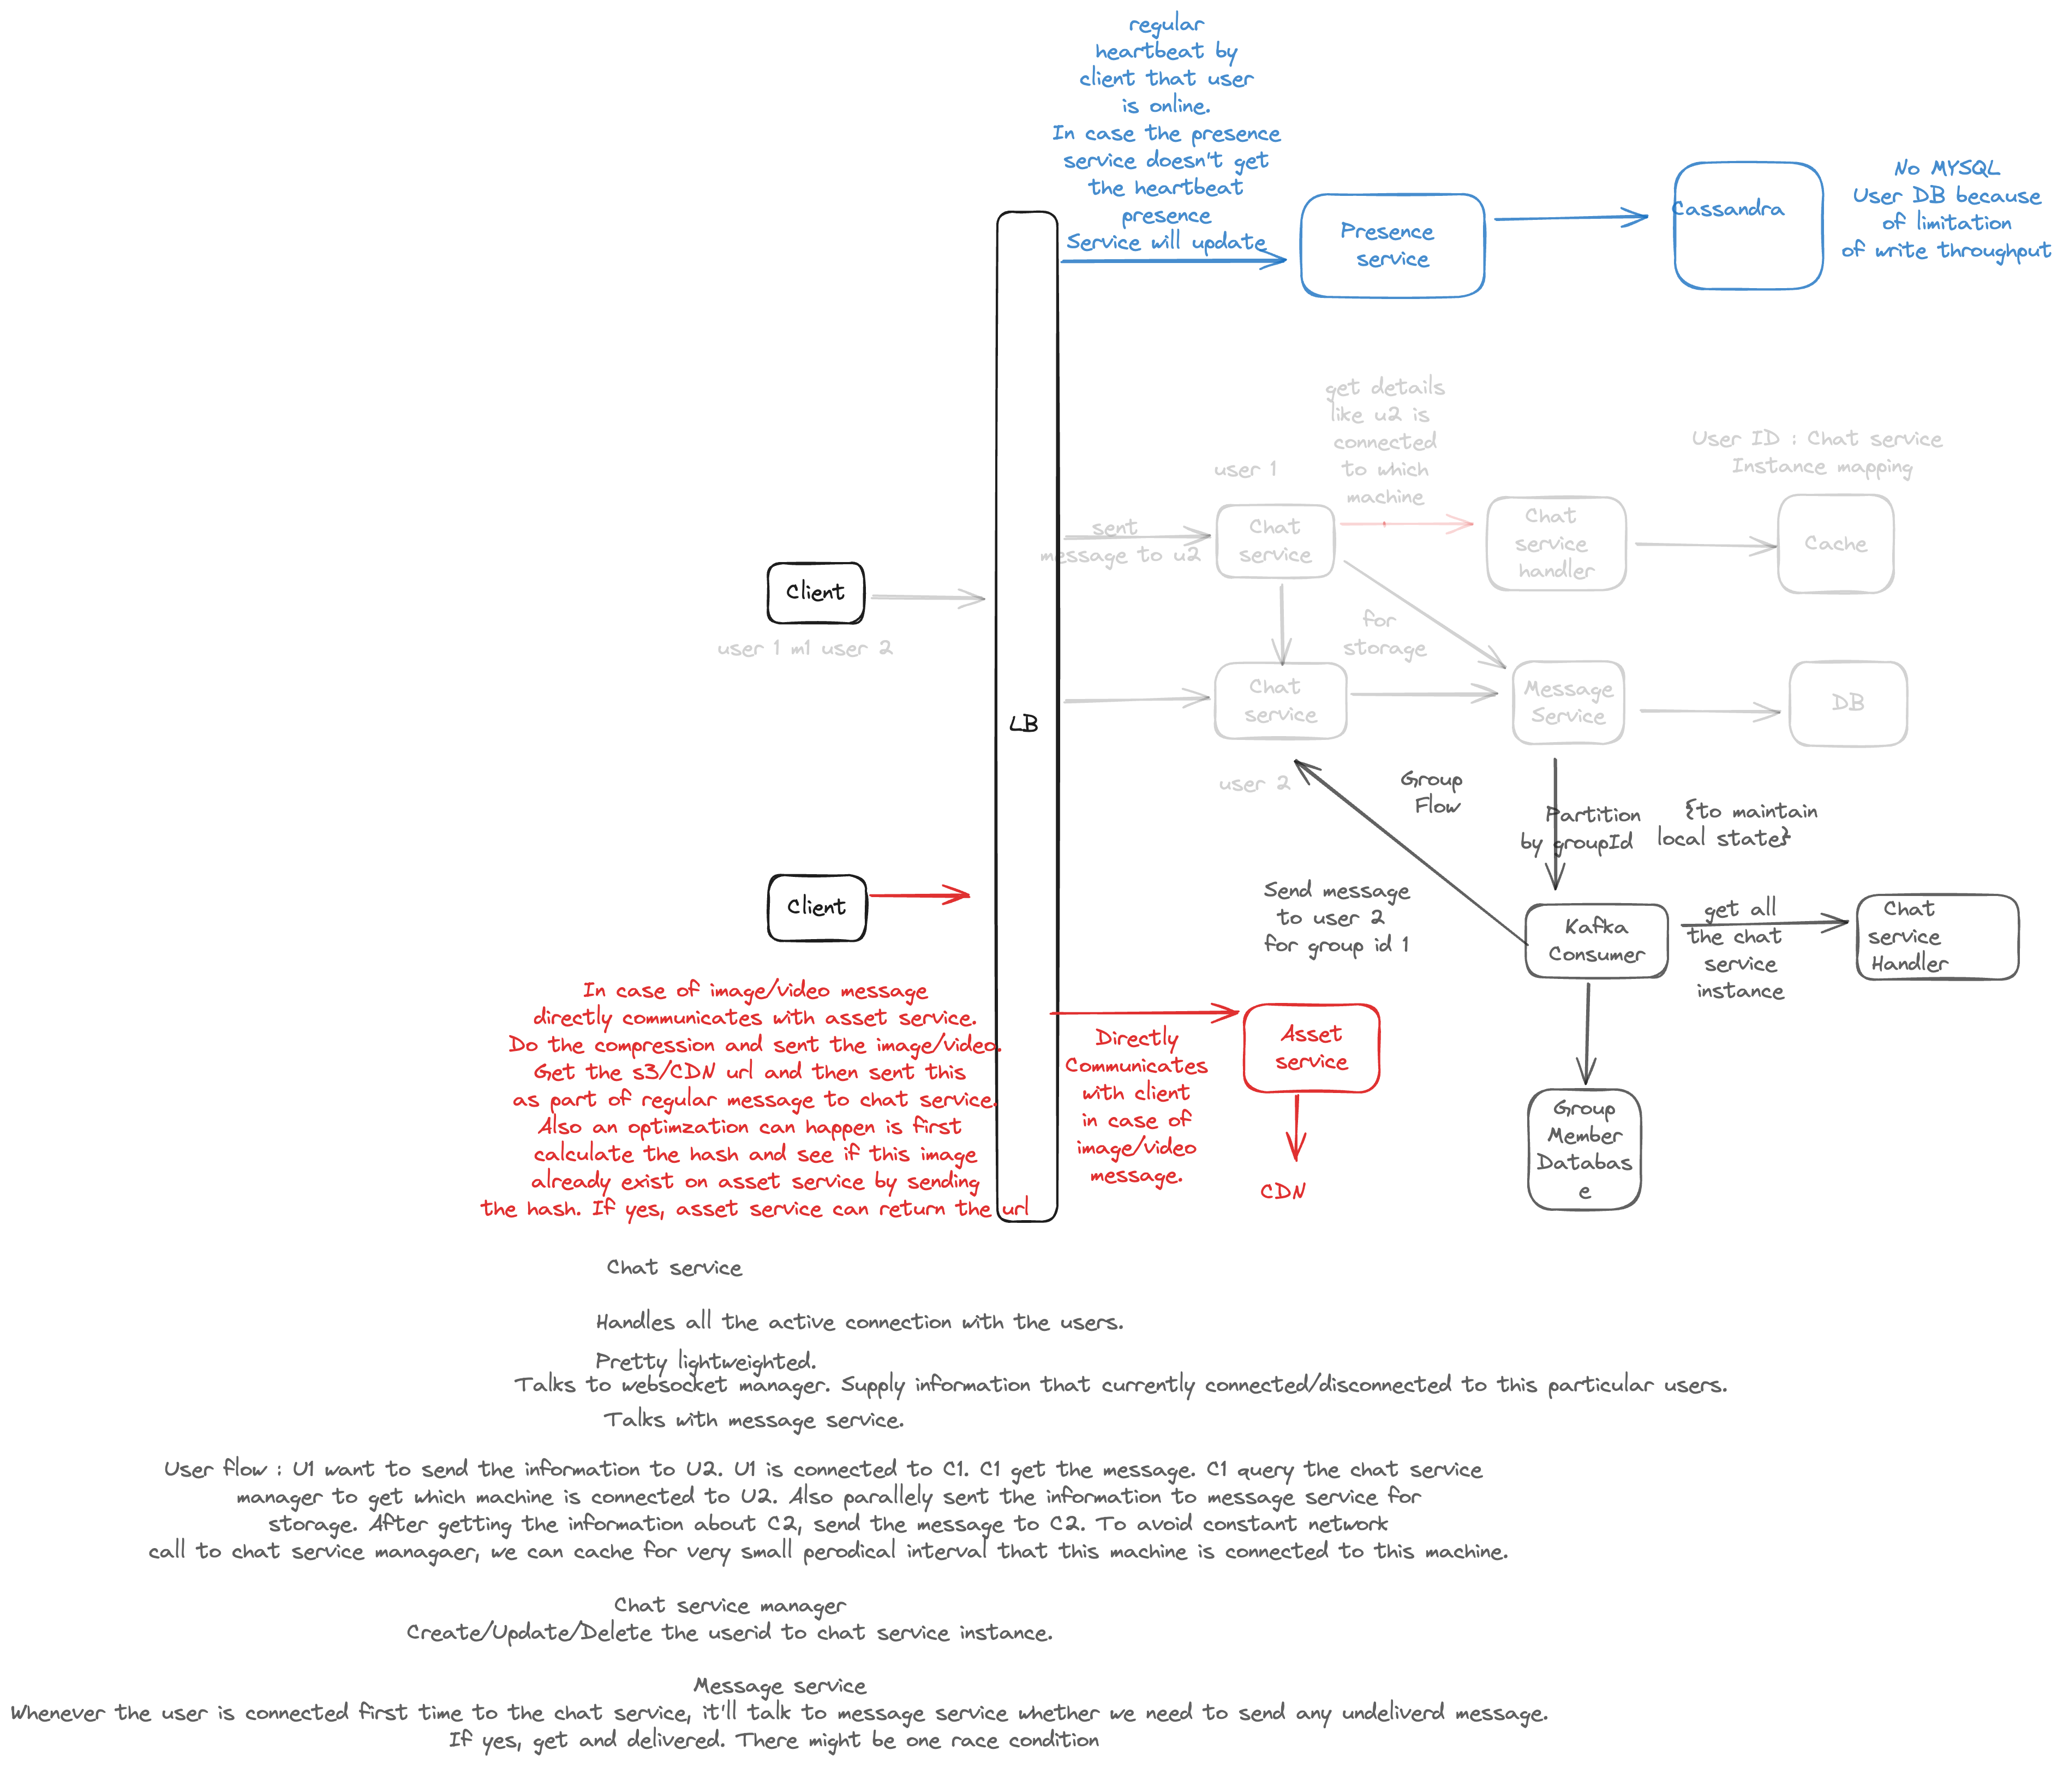 regular
heartbeat by
client that user
is online.
In case the presence
service doesn't get
the heartbeat
presence
Service will update
Presence
service
Cassandra
No MYSQL
User DB because
of limitation
of write throughput
get details
like u2 is
connected
to which
machine
User ID : Chat service
Instance mapping
user 1
sent
message to u2
Chat
service
Chat
service
handler
Cache
Client
user 1 m1 user 2
LB
for
storage
Chat
service
Message
Service
DB
user 2
Group
Flow
Partition
by groupId
{to maintain
local state}
Client
Send message
to user 2
for group id 1
Kafka
Consumer
get all
the chat
service
instance
Chat
service
Handler
In case of image/video message
directly communicates with asset service.
Do the compression and sent the image/video.
Get the s3/CDN url and then sent this
as part of regular message to chat service.
Also an optimzation can happen is first
calculate the hash and see if this image
already exist on asset service by sending
the hash. If yes, asset service can return the url
Directly
Communicates
with client
in case of
image/video
message.
Asset
service
CDN
Group
Member
Databas
e
Chat service
Handles all the active connection with the users.
Pretty lightweighted.
Talks to websocket manager. Supply information that currently connected/disconnected to this particular users.
Talks with message service.
User flow : U1 want to send the information to U2. U1 is connected to C1. C1 get the message. C1 query the chat service
manager to get which machine is connected to U2. Also parallely sent the information to message service for
storage. After getting the information about C2, send the message to C2. To avoid constant network
call to chat service managaer, we can cache for very small perodical interval that this machine is connected to this machine.
Chat service manager
Create/Update/Delete the userid to chat service instance.
Message service
Whenever the user is connected first time to the chat service, it'll talk to message service whether we need to send any undeliverd message.
If yes, get and delivered. There might be one race condition